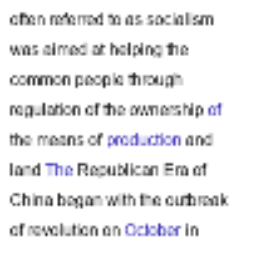 often referred to as socialism
was aimed at helping the
common people through
regulation of the ownership of
the means of production and
land The Republican Era of
China began with the outbreak
of revolution on October in